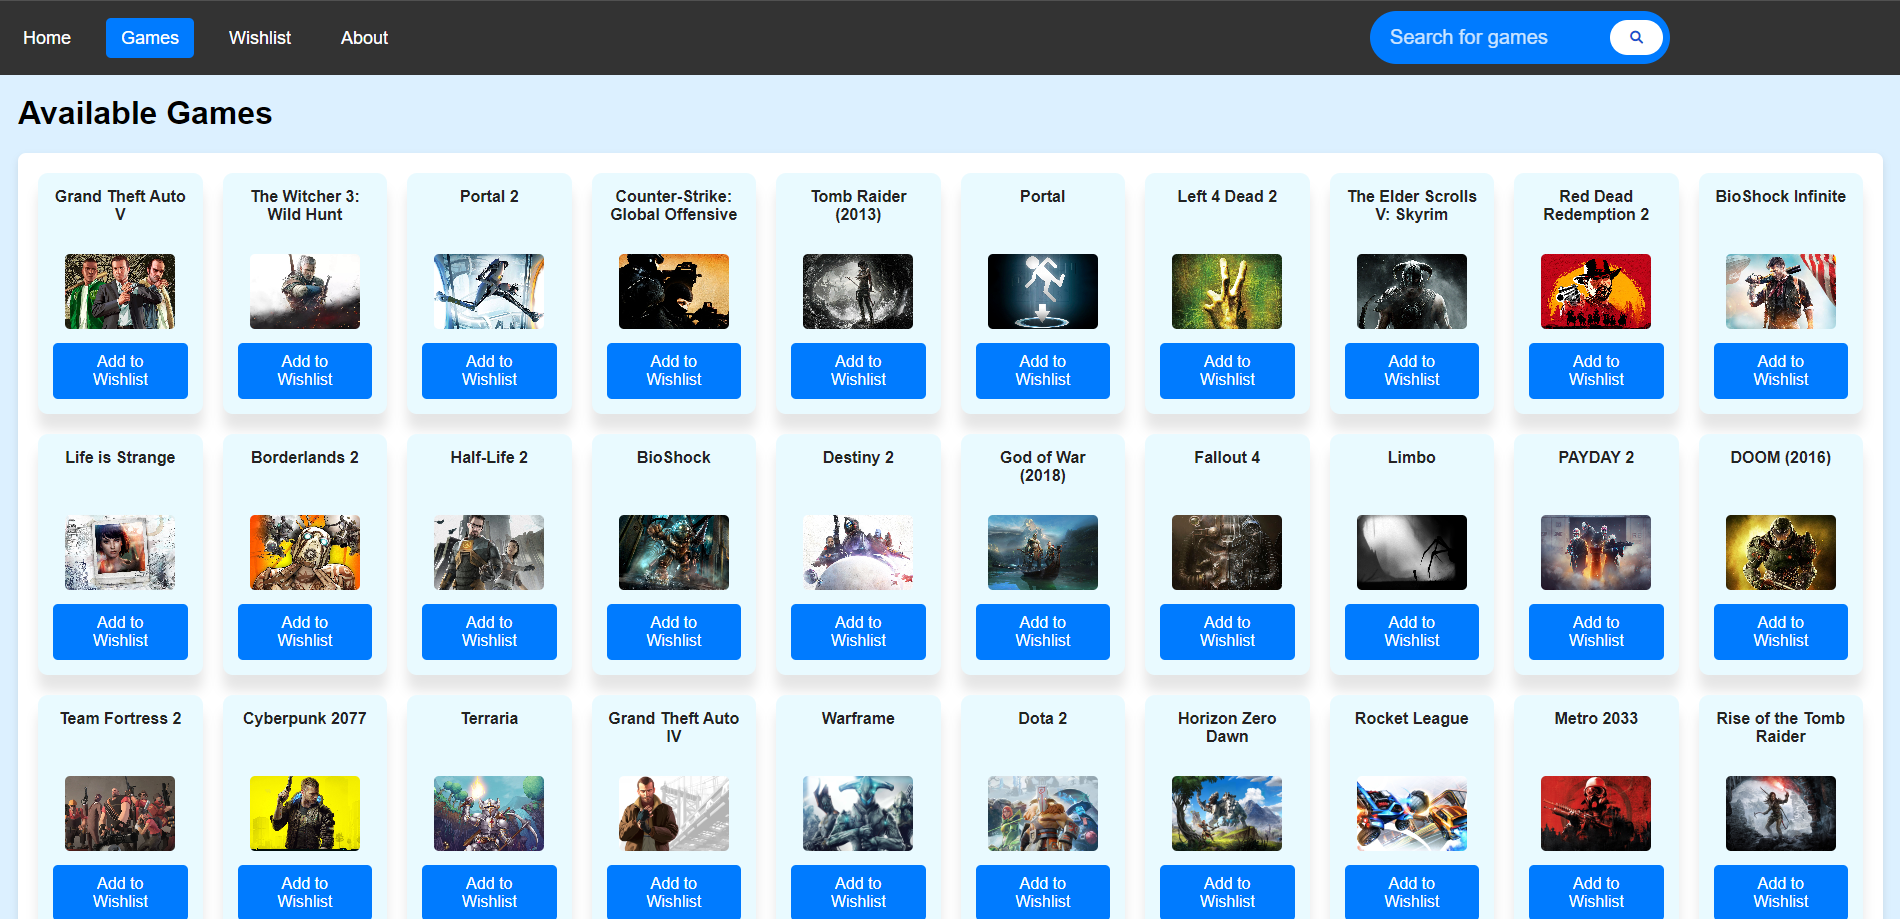 Home Games Wishlist About Search for games
Available Games
Grand Theft Auto V
The Witcher 3: Wild Hunt
Portal 2
Counter-Strike: Global Offensive
Tomb Raider (2013)
Portal
Left 4 Dead 2
The Elder Scrolls V: Skyrim
Red Dead Redemption 2
BioShock Infinite
Add to Wishlist
Add to Wishlist
Add to Wishlist
Add to Wishlist
Add to Wishlist
Add to Wishlist
Add to Wishlist
Add to Wishlist
Add to Wishlist
Add to Wishlist
Life is Strange
Borderlands 2
Half-Life 2
BioShock
Destiny 2
God of War (2018)
Fallout 4
Limbo
PAYDAY 2
DOOM (2016)
Add to Wishlist
Add to Wishlist
Add to Wishlist
Add to Wishlist
Add to Wishlist
Add to Wishlist
Add to Wishlist
Add to Wishlist
Add to Wishlist
Add to Wishlist
Team Fortress 2
Cyberpunk 2077
Terraria
Grand Theft Auto IV
Warframe
Dota 2
Horizon Zero Dawn
Rocket League
Metro 2033
Rise of the Tomb Raider
Add to Wishlist
Add to Wishlist
Add to Wishlist
Add to Wishlist
Add to Wishlist
Add to Wishlist
Add to Wishlist
Add to Wishlist
Add to Wishlist
Add to Wishlist